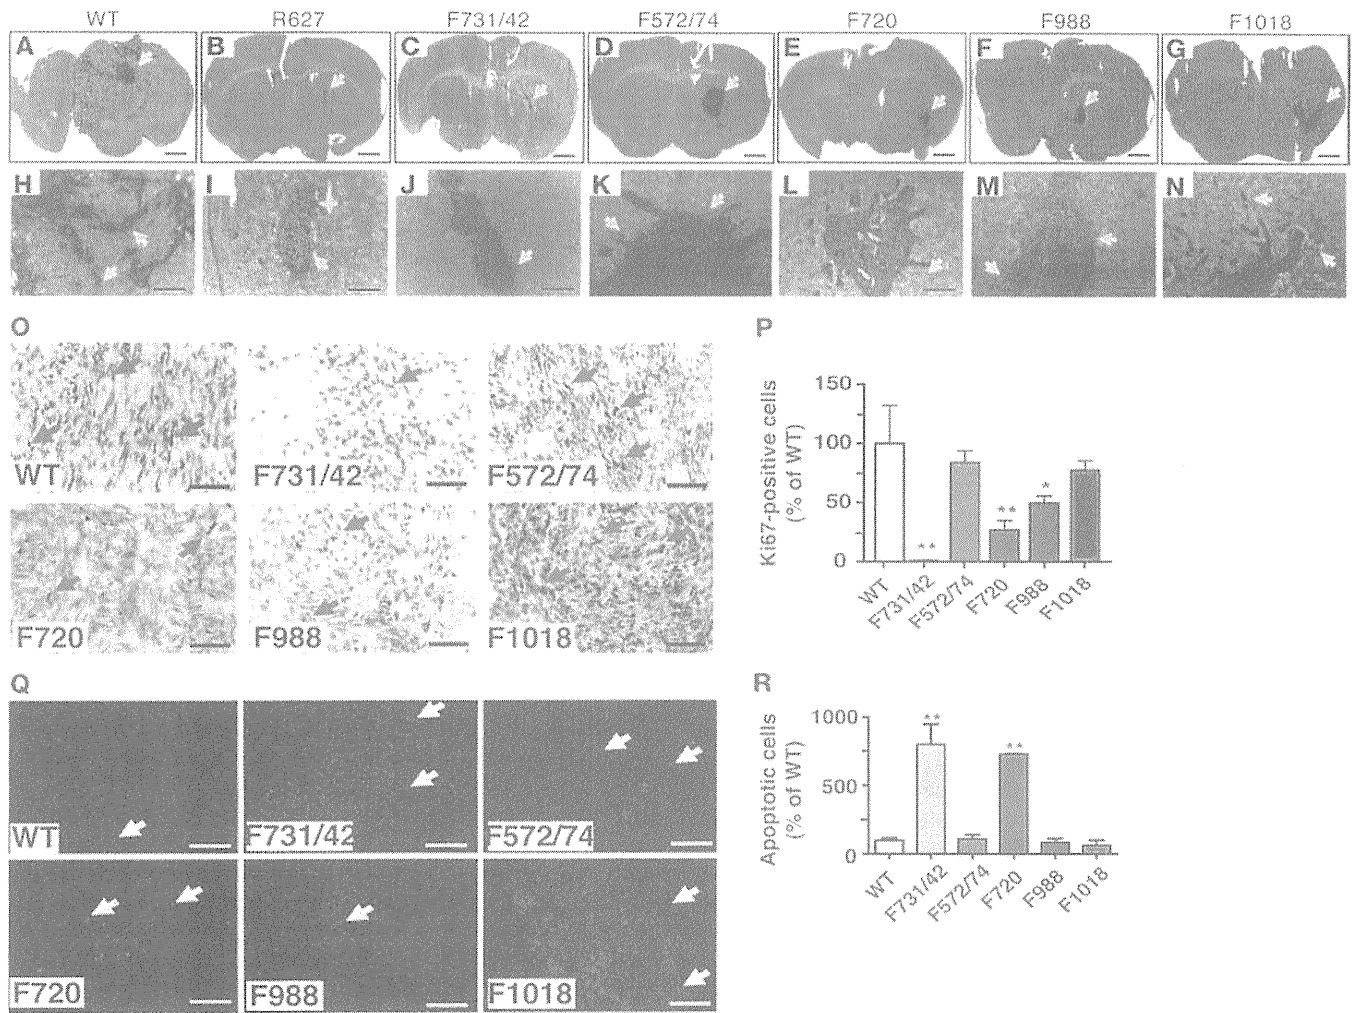 WT R627 F731/42 F572/74 F720 F988 F1018
A B C D E F G
H I J K L M N
O
WT F731/42 F572/74
F720 F988 F1018
P
Ki67-positive cells
(% of WT)
150
100
50
0
** ** *
WT F731/42 F572/74 F720 F988 F1018
Q
WT F731/42 F572/74
F720 F988 F1018
R
Apoptotic cells
(% of WT)
1000
500
0
** **
WT F731/42 F572/74 F720 F988 F1018